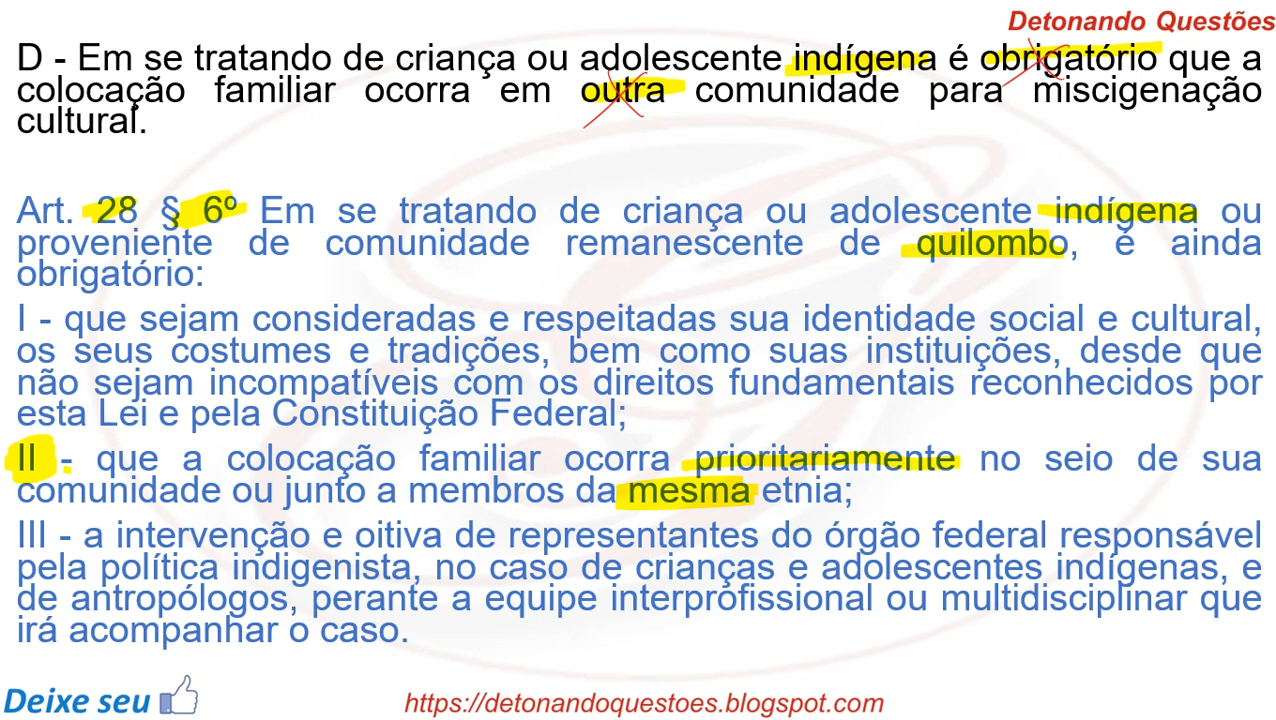 Detonando Questões
D - Em se tratando de criança ou adolescente indígena é obrigatório que a
colocação familiar ocorra em outra comunidade para miscigenação
cultural.
Art. 28 § 6º Em se tratando de criança ou adolescente indígena ou
proveniente de comunidade remanescente de quilombo, é ainda
obrigatório:
I - que sejam consideradas e respeitadas sua identidade social e cultural,
os seus costumes e tradições, bem como suas instituições, desde que
não sejam incompatíveis com os direitos fundamentais reconhecidos por
esta Lei e pela Constituição Federal;
II - que a colocação familiar ocorra prioritariamente no seio de sua
comunidade ou junto a membros da mesma etnia;
III - a intervenção e oitiva de representantes do órgão federal responsável
pela política indigenista, no caso de crianças e adolescentes indígenas, e
de antropólogos, perante a equipe interprofissional ou multidisciplinar que
irá acompanhar o caso.
Deixe seu
https://detonandoquestoes.blogspot.com